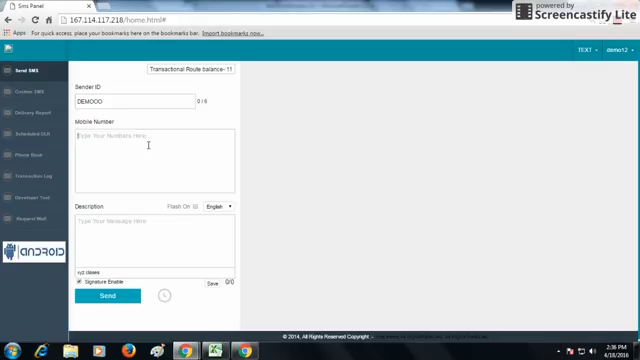 Sms Panel
powered by
Screencastify Lite
167.114.117.218/home.html#
Apps For quick access, place your bookmarks here on the bookmarks bar. Import bookmarks now...
TEXT
demo12
Send SMS
Transactional Route balance- 11
Custom SMS
Sender ID
DEMOOO
0 / 6
Delivery Report
Mobile Number
Scheduled DLR
Type Your Numbers Here...
Phone Book
Transaction Log
Developer Tool
Description
Flash On
English
Request Mail
Type Your Message Here
ANDROID
xyz classes
Signature Enable
Save
0/0
Send
© 2014, All Rights Reserved Copyright
2:36 PM
4/18/2016